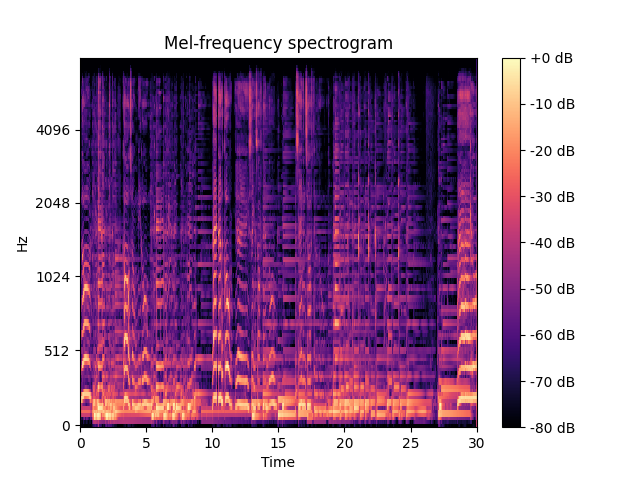 Mel-frequency spectrogram
+0 dB
-10 dB
-20 dB
-30 dB
-40 dB
-50 dB
-60 dB
-70 dB
-80 dB
4096
2048
1024
512
0
Hz
0 5 10 15 20 25 30
Time